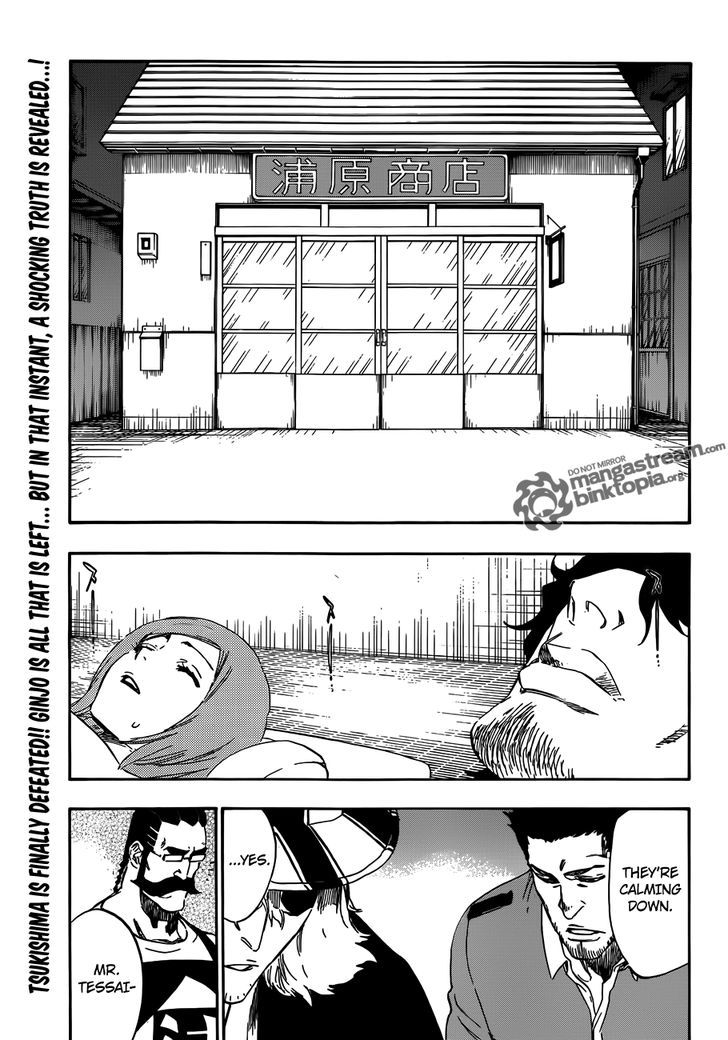 TSUKISHIMA IS FINALLY DEFEATED!! GINJO IS ALL THAT IS LEFT... BUT IN THAT INSTANT, A SHOCKING TRUTH IS REVEALED...!
浦原商店
DO NOT MIRROR
mangastream.com
binktopia.org
THEY'RE
CALMING
DOWN.
...YES.
MR.
TESSAI-